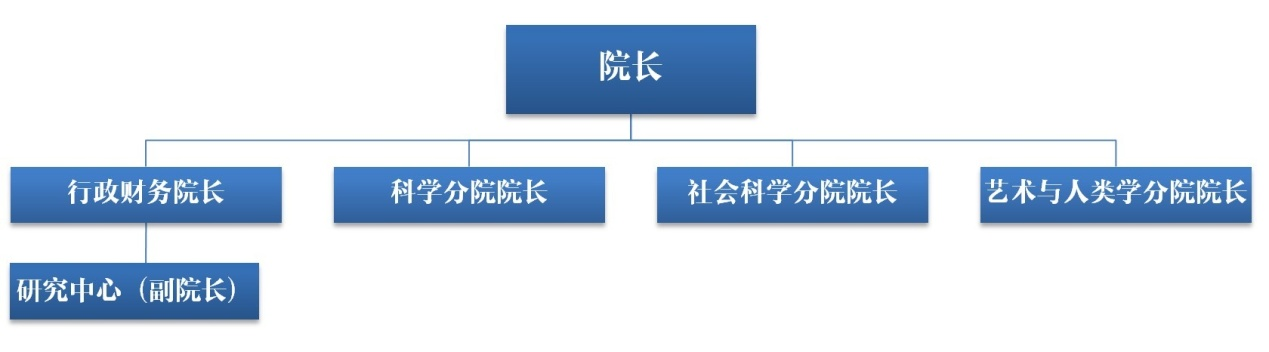 院长
行政财务院长
科学分院院长
社会科学分院院长
艺术与人类学分院院长
研究中心（副院长）